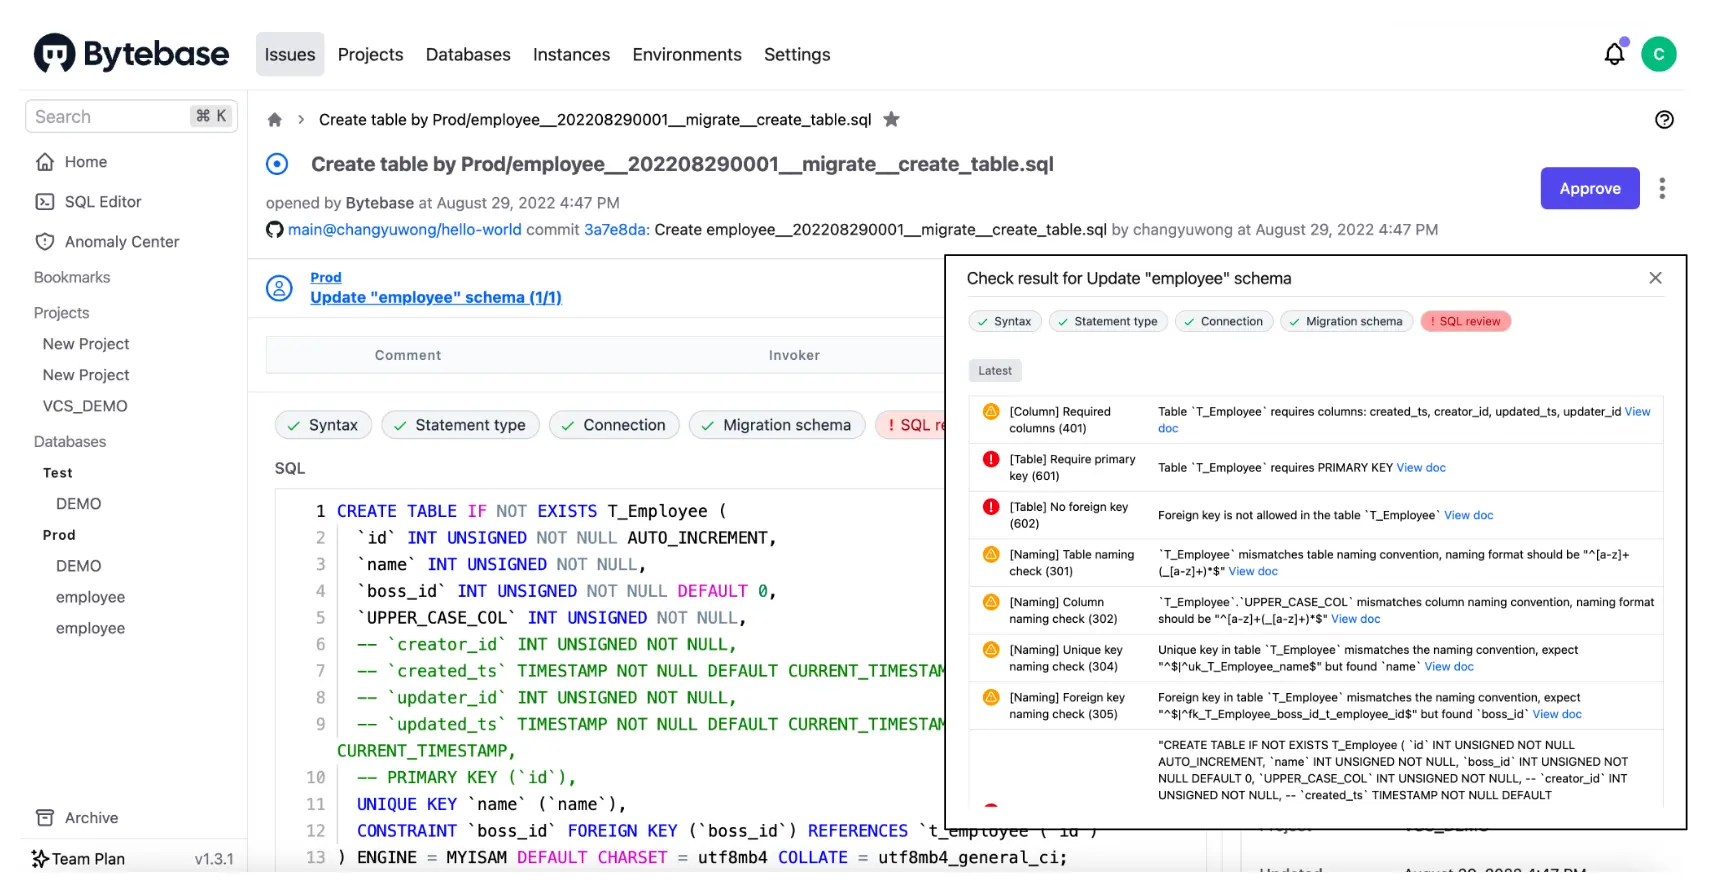 Bytebase
Issues Projects Databases Instances Environments Settings
C
Search ⌘ K
Home
SQL Editor
Anomaly Center
Bookmarks
Projects
New Project
New Project
VCS_DEMO
Databases
Test
DEMO
Prod
DEMO
employee
employee
Archive
Team Plan v1.3.1
Create table by Prod/employee__202208290001__migrate__create_table.sql
Create table by Prod/employee__202208290001__migrate__create_table.sql
opened by Bytebase at August 29, 2022 4:47 PM
main@changyuwong/hello-world commit 3a7e8da: Create employee__202208290001__migrate__create_table.sql by changyuwong at August 29, 2022 4:47 PM
Approve
Prod
Update "employee" schema (1/1)
Comment Invoker
Syntax Statement type Connection Migration schema ! SQL re
SQL
1 CREATE TABLE IF NOT EXISTS T_Employee (
2 `id` INT UNSIGNED NOT NULL AUTO_INCREMENT,
3 `name` INT UNSIGNED NOT NULL,
4 `boss_id` INT UNSIGNED NOT NULL DEFAULT 0,
5 `UPPER_CASE_COL` INT UNSIGNED NOT NULL,
6 -- `creator_id` INT UNSIGNED NOT NULL,
7 -- `created_ts` TIMESTAMP NOT NULL DEFAULT CURRENT_TIMESTAM
8 -- `updater_id` INT UNSIGNED NOT NULL,
9 -- `updated_ts` TIMESTAMP NOT NULL DEFAULT CURRENT_TIMESTAM
CURRENT_TIMESTAMP,
10 -- PRIMARY KEY (`id`),
11 UNIQUE KEY `name` (`name`),
12 CONSTRAINT `boss_id` FOREIGN KEY (`boss_id`) REFERENCES `t_employee`(`id`)
13 ) ENGINE = MYISAM DEFAULT CHARSET = utf8mb4 COLLATE = utf8mb4_general_ci;
Check result for Update "employee" schema
Syntax Statement type Connection Migration schema ! SQL review
Latest
[Column] Required Table `T_Employee` requires columns: created_ts, creator_id, updated_ts, updater_id View
columns (401) doc
[Table] Require primary
key (601) Table `T_Employee` requires PRIMARY KEY View doc
[Table] No foreign key
(602) Foreign key is not allowed in the table `T_Employee` View doc
[Naming] Table naming `T_Employee` mismatches table naming convention, naming format should be "^[a-z]+
check (301) (_[a-z]+)*$" View doc
[Naming] Column `T_Employee`.`UPPER_CASE_COL` mismatches column naming convention, naming format
naming check (302) should be "^[a-z]+(_[a-z]+)*$" View doc
[Naming] Unique key Unique key in table `T_Employee` mismatches the naming convention, expect
naming check (304) "^$|^uk_T_Employee_name$" but found `name` View doc
[Naming] Foreign key Foreign key in table `T_Employee` mismatches the naming convention, expect
naming check (305) "^$|^fk_T_Employee_boss_id_t_employee_id$" but found `boss_id` View doc
"CREATE TABLE IF NOT EXISTS T_Employee ( `id` INT UNSIGNED NOT NULL
AUTO_INCREMENT, `name` INT UNSIGNED NOT NULL, `boss_id` INT UNSIGNED NOT
NULL DEFAULT 0, `UPPER_CASE_COL` INT UNSIGNED NOT NULL, -- `creator_id` INT
UNSIGNED NOT NULL, -- `created_ts` TIMESTAMP NOT NULL DEFAULT